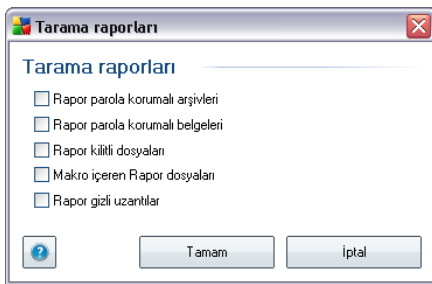 Tarama raporları
Tarama raporları
Rapor parola korumalı arşivleri
Rapor parola korumalı belgeleri
Rapor kilitli dosyaları
Makro içeren Rapor dosyaları
Rapor gizli uzantılar
? Tamam İptal